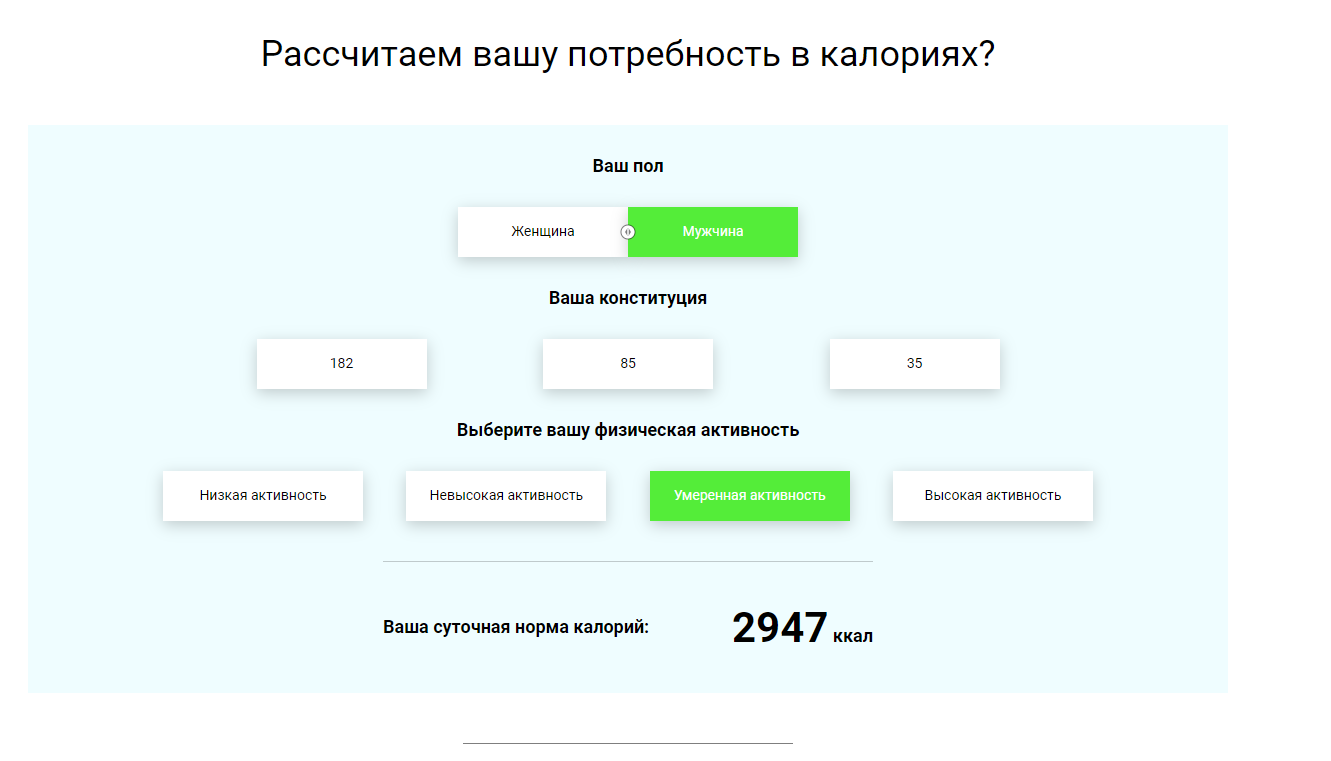 Рассчитаем вашу потребность в калориях?
Ваш пол
Женщина Мужчина
Ваша конституция
182 85 35
Выберите вашу физическая активность
Низкая активность Невысокая активность Умеренная активность Высокая активность
Ваша суточная норма калорий: 2947 ккал